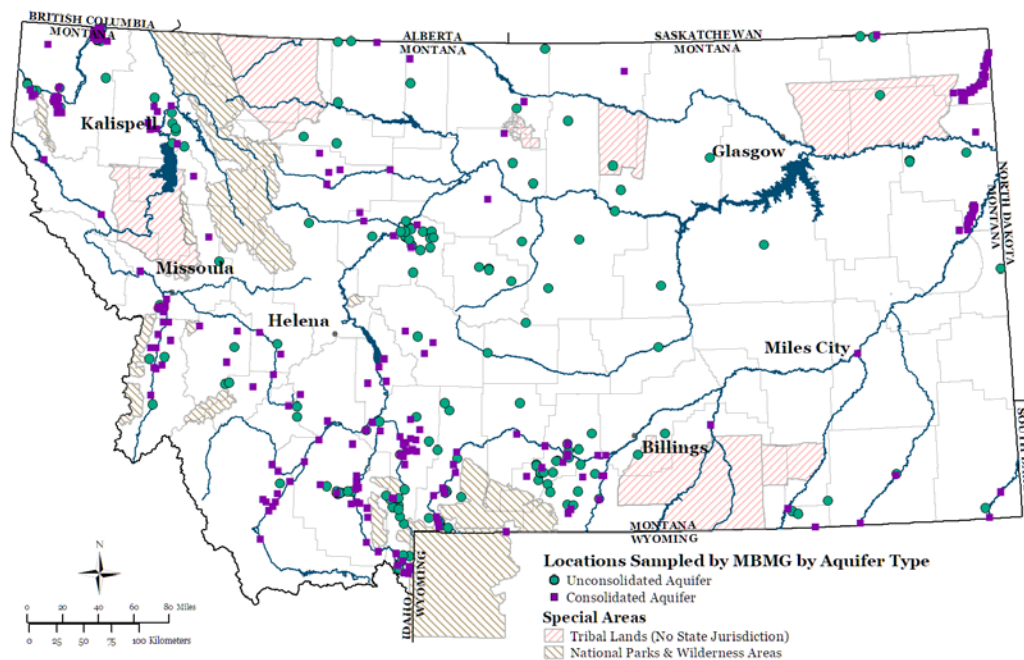 BRITISH COLUMBIA
MONTANA
ALBERTA
MONTANA
SASKATCHEWAN
MONTANA
Kalispell
Glasgow
NORTH DAKOTA
MONTANA
Missoula
Helena
Miles City
Billings
MONTANA
WYOMING
IDAHO
WYOMING
N
0 20 40 60 80 Miles
0 25 50 75 100 Kilometers
Locations Sampled by MBMG by Aquifer Type
Unconsolidated Aquifer
Consolidated Aquifer
Special Areas
Tribal Lands (No State Jurisdiction)
National Parks & Wilderness Areas